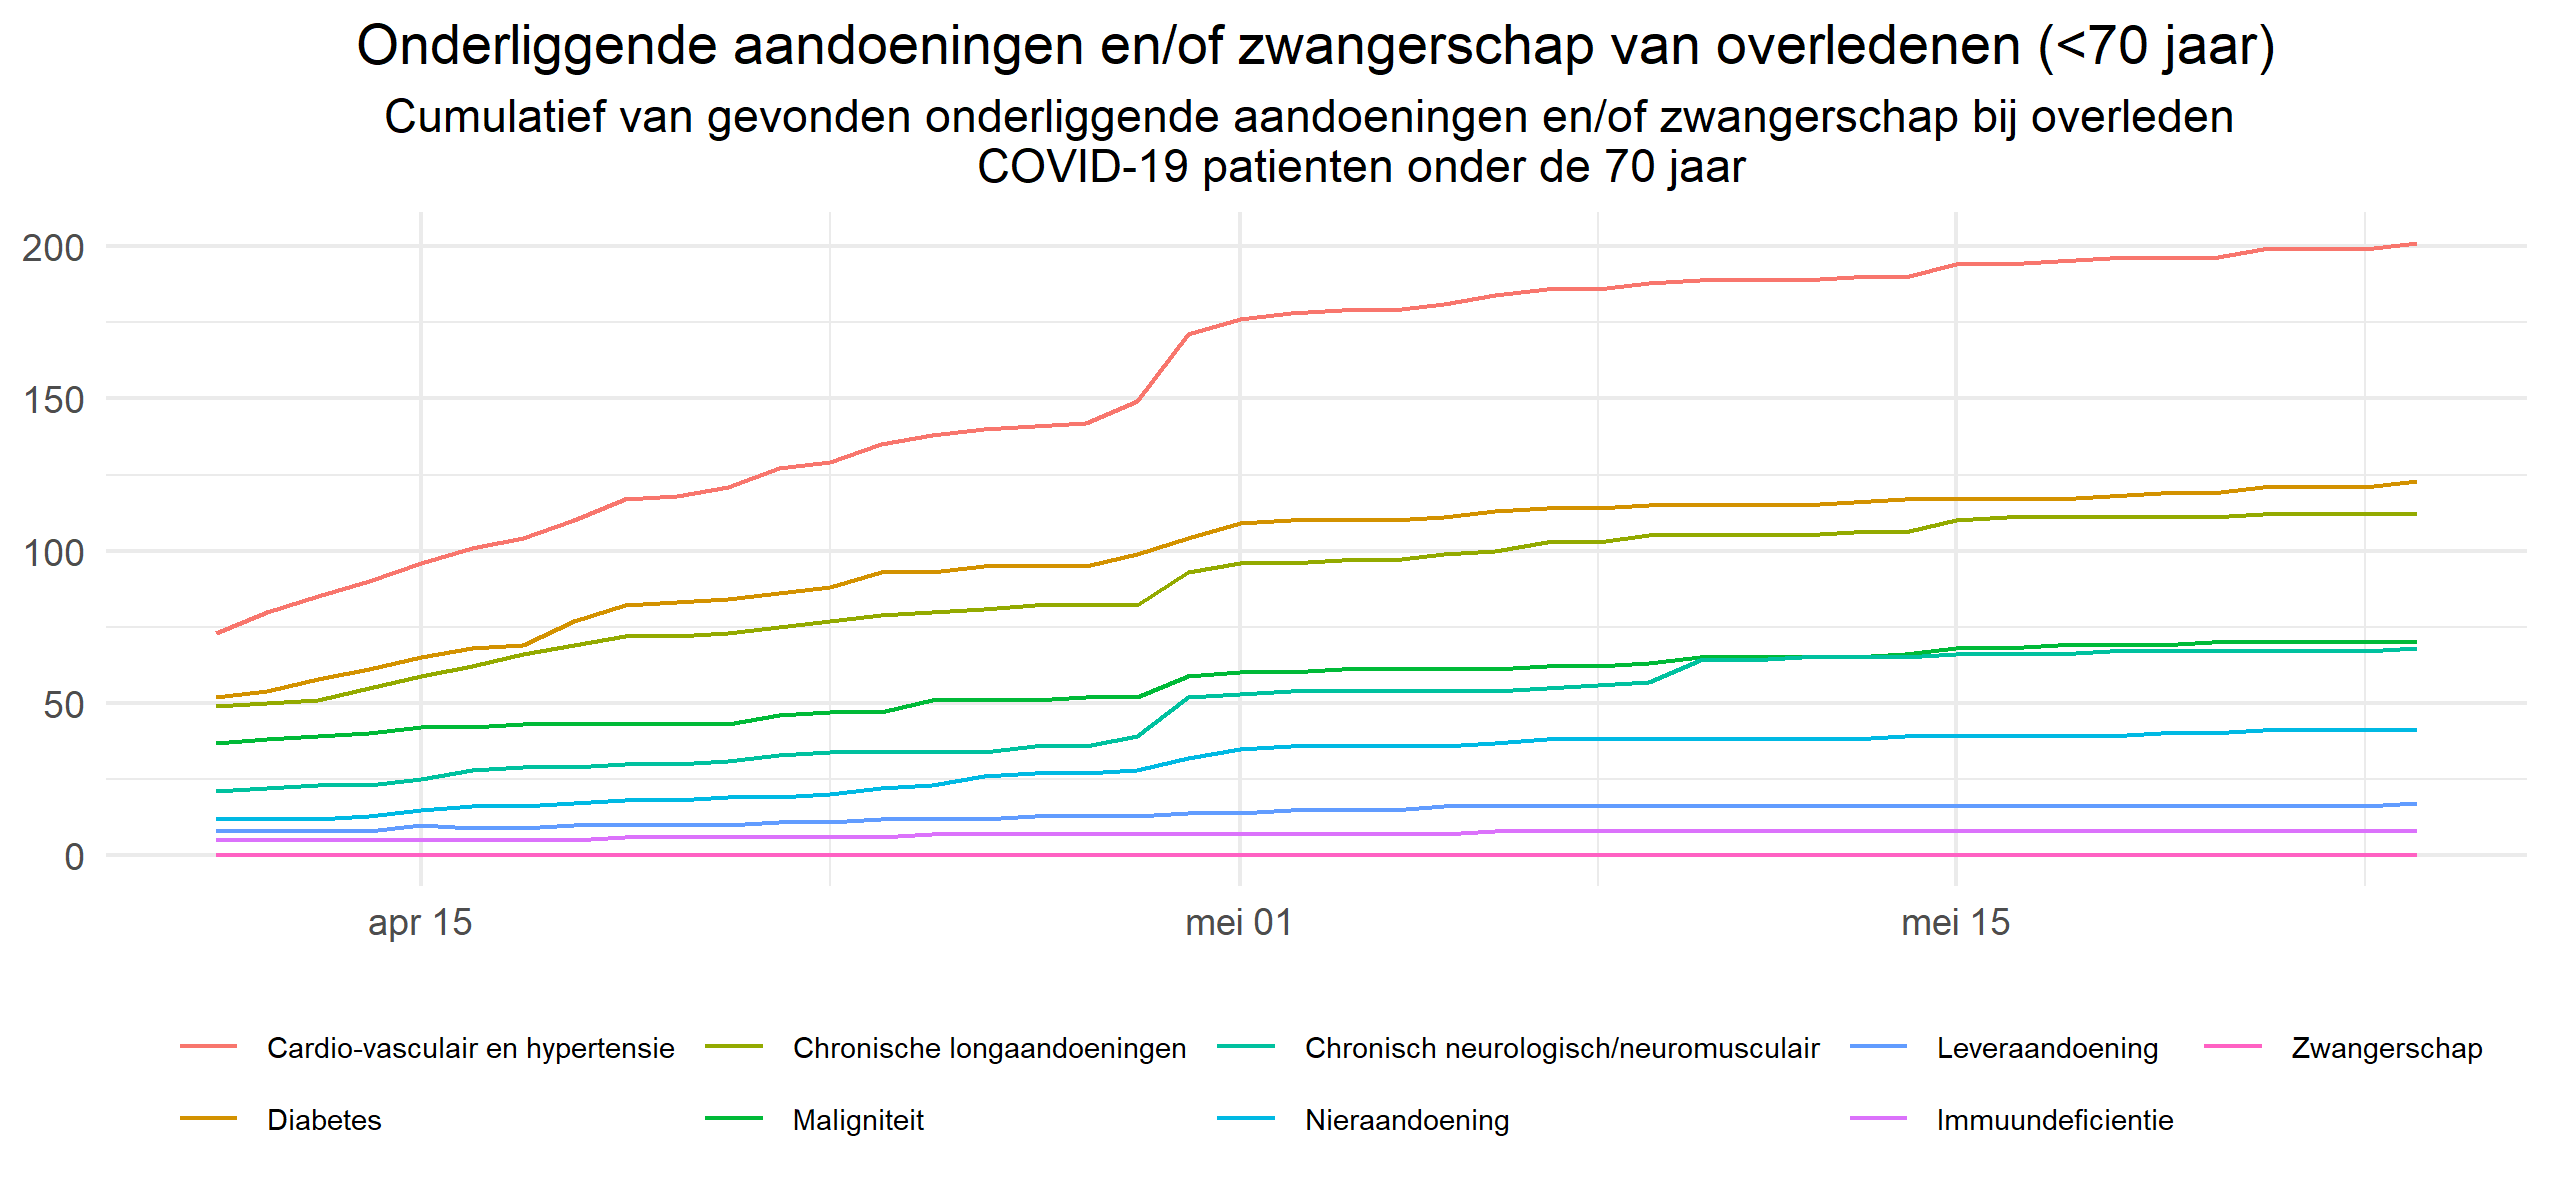 Onderliggende aandoeningen en/of zwangerschap van overledenen (<70 jaar)
Cumulatief van gevonden onderliggende aandoeningen en/of zwangerschap bij overleden
COVID-19 patienten onder de 70 jaar
200
150
100
50
0
apr 15
mei 01
mei 15
Cardio-vasculair en hypertensie
Chronische longaandoeningen
Chronisch neurologisch/neuromusculair
Leveraandoening
Zwangerschap
Diabetes
Maligniteit
Nieraandoening
Immuundeficientie